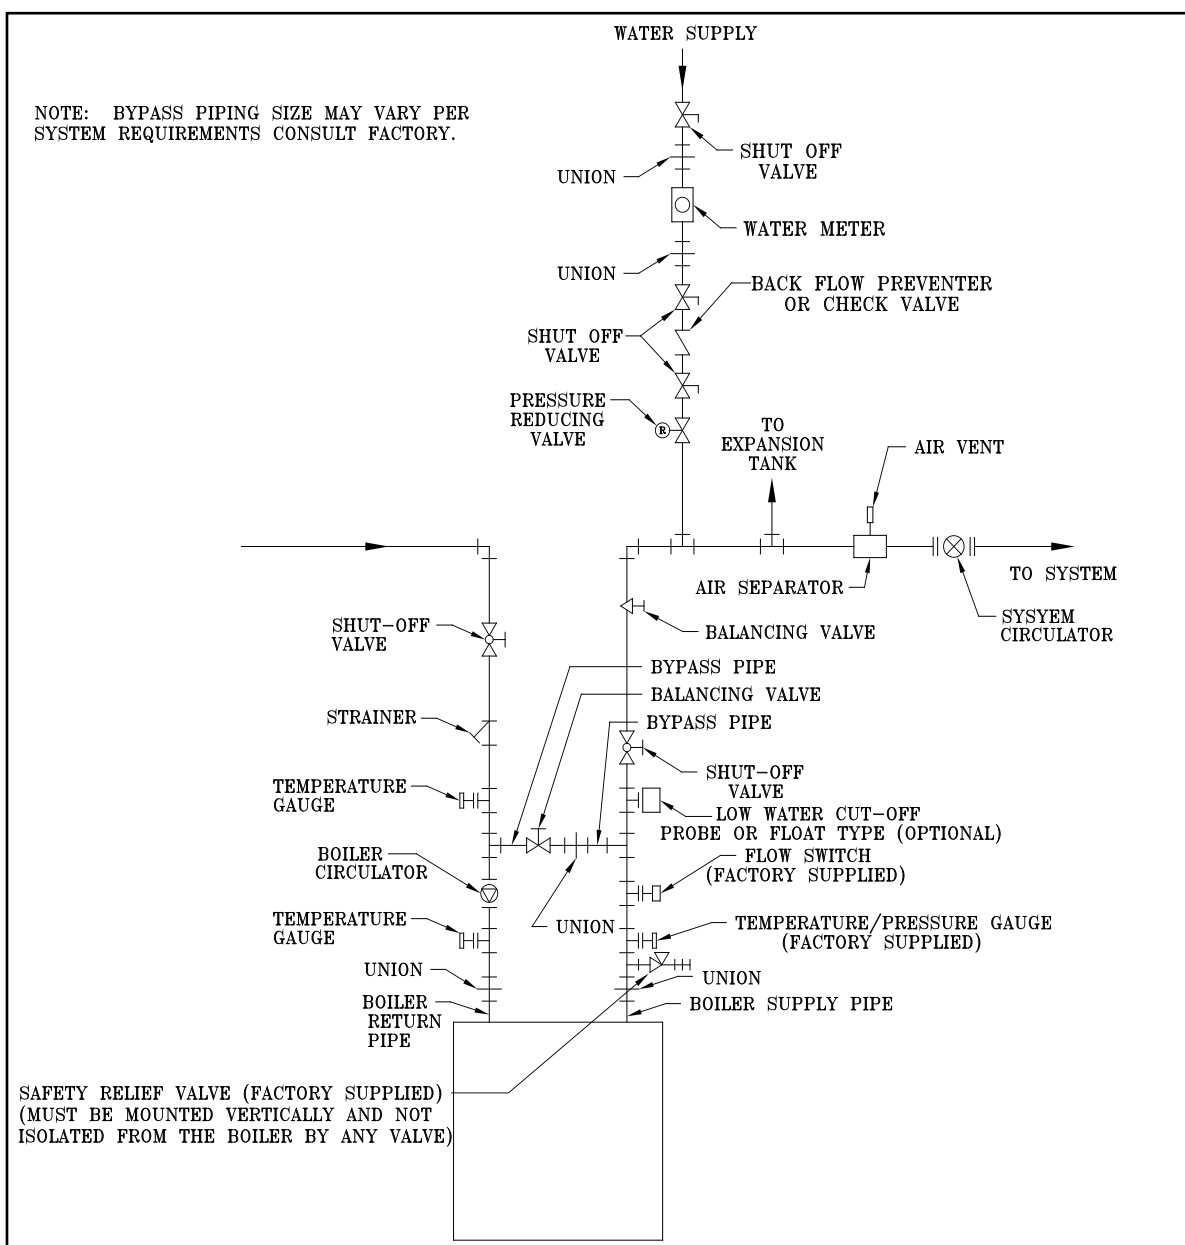 WATER SUPPLY
NOTE: BYPASS PIPING SIZE MAY VARY PER
SYSTEM REQUIREMENTS CONSULT FACTORY.
SHUT OFF
VALVE
UNION
WATER METER
UNION
BACK FLOW PREVENTER
OR CHECK VALVE
SHUT OFF
VALVE
PRESSURE
REDUCING
VALVE
R
TO
EXPANSION
TANK
AIR VENT
AIR SEPARATOR
TO SYSTEM
SYSYEM
CIRCULATOR
SHUT-OFF
VALVE
BALANCING VALVE
BYPASS PIPE
BALANCING VALVE
BYPASS PIPE
STRAINER
SHUT-OFF
VALVE
TEMPERATURE
GAUGE
LOW WATER CUT-OFF
PROBE OR FLOAT TYPE (OPTIONAL)
BOILER
CIRCULATOR
FLOW SWITCH
(FACTORY SUPPLIED)
TEMPERATURE
GAUGE
UNION
TEMPERATURE/PRESSURE GAUGE
(FACTORY SUPPLIED)
UNION
UNION
BOILER
RETURN
PIPE
BOILER SUPPLY PIPE
SAFETY RELIEF VALVE (FACTORY SUPPLIED)
(MUST BE MOUNTED VERTICALLY AND NOT
ISOLATED FROM THE BOILER BY ANY VALVE)